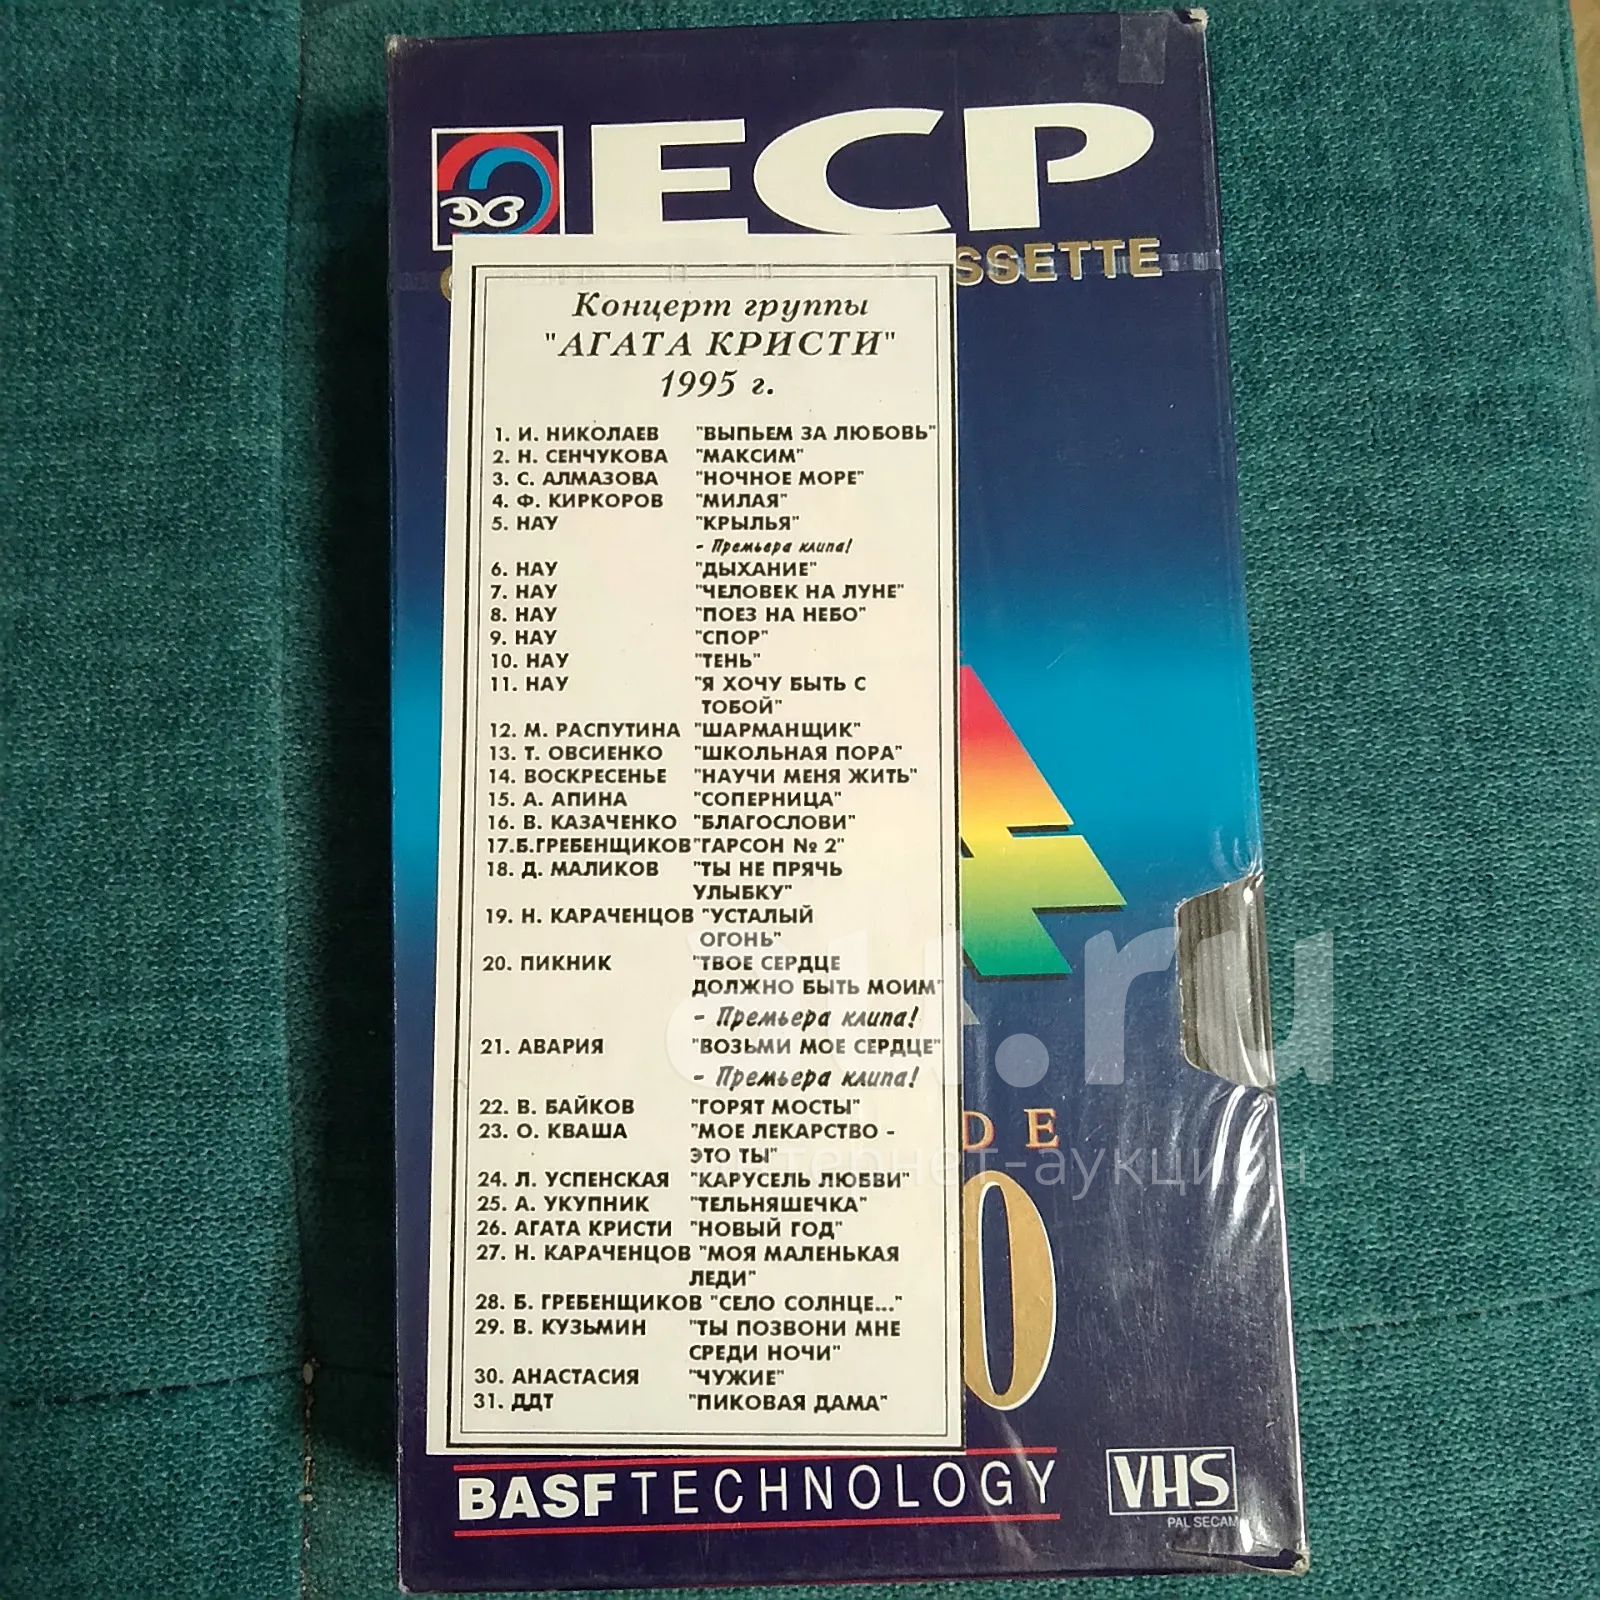 ЭКЗ
ECP
SSETTE
Концерт группы
"АГАТА КРИСТИ"
1995 г.
1. И. НИКОЛАЕВ "ВЫПЬЕМ ЗА ЛЮБОВЬ"
2. Н. СЕНЧУКОВА "МАКСИМ"
3. С. АЛМАЗОВА "НОЧНОЕ МОРЕ"
4. Ф. КИРКОРОВ "МИЛАЯ"
5. НАУ "КРЫЛЬЯ"
- Премьера клипа!
6. НАУ "ДЫХАНИЕ"
7. НАУ "ЧЕЛОВЕК НА ЛУНЕ"
8. НАУ "ПОЕЗ НА НЕБО"
9. НАУ "СПОР"
10. НАУ "ТЕНЬ"
11. НАУ "Я ХОЧУ БЫТЬ С
ТОБОЙ"
12. М. РАСПУТИНА "ШАРМАНЩИК"
13. Т. ОВСИЕНКО "ШКОЛЬНАЯ ПОРА"
14. ВОСКРЕСЕНЬЕ "НАУЧИ МЕНЯ ЖИТЬ"
15. А. АПИНА "СОПЕРНИЦА"
16. В. КАЗАЧЕНКО "БЛАГОСЛОВИ"
17.Б.ГРЕБЕНЩИКОВ "ГАРСОН № 2"
18. Д. МАЛИКОВ "ТЫ НЕ ПРЯЧЬ
УЛЫБКУ"
19. Н. КАРАЧЕНЦОВ "УСТАЛЫЙ
ОГОНЬ"
20. ПИКНИК "ТВОЕ СЕРДЦЕ
ДОЛЖНО БЫТЬ МОИМ"
- Премьера клипа!
21. АВАРИЯ "ВОЗЬМИ МОЕ СЕРДЦЕ"
- Премьера клипа!
22. В. БАЙКОВ "ГОРЯТ МОСТЫ"
23. О. КВАША "МОЕ ЛЕКАРСТВО -
ЭТО ТЫ"
24. Л. УСПЕНСКАЯ "КАРУСЕЛЬ ЛЮБВИ"
25. А. УКУПНИК "ТЕЛЬНЯШЕЧКА"
26. АГАТА КРИСТИ "НОВЫЙ ГОД"
27. Н. КАРАЧЕНЦОВ "МОЯ МАЛЕНЬКАЯ
ЛЕДИ"
28. Б. ГРЕБЕНЩИКОВ "СЕЛО СОЛНЦЕ..."
29. В. КУЗЬМИН "ТЫ ПОЗВОНИ МНЕ
СРЕДИ НОЧИ"
30. АНАСТАСИЯ "ЧУЖИЕ"
31. ДДТ "ПИКОВАЯ ДАМА"
DE
0
BASF TECHNOLOGY
VHS
PAL SECAM
au.ru
интернет-аукцион